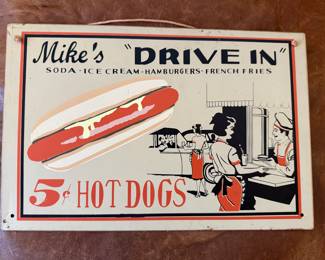 Mike's "DRIVE IN"
SODA - ICE CREAM - HAMBURGERS - FRENCH FRIES
5¢ HOT DOGS